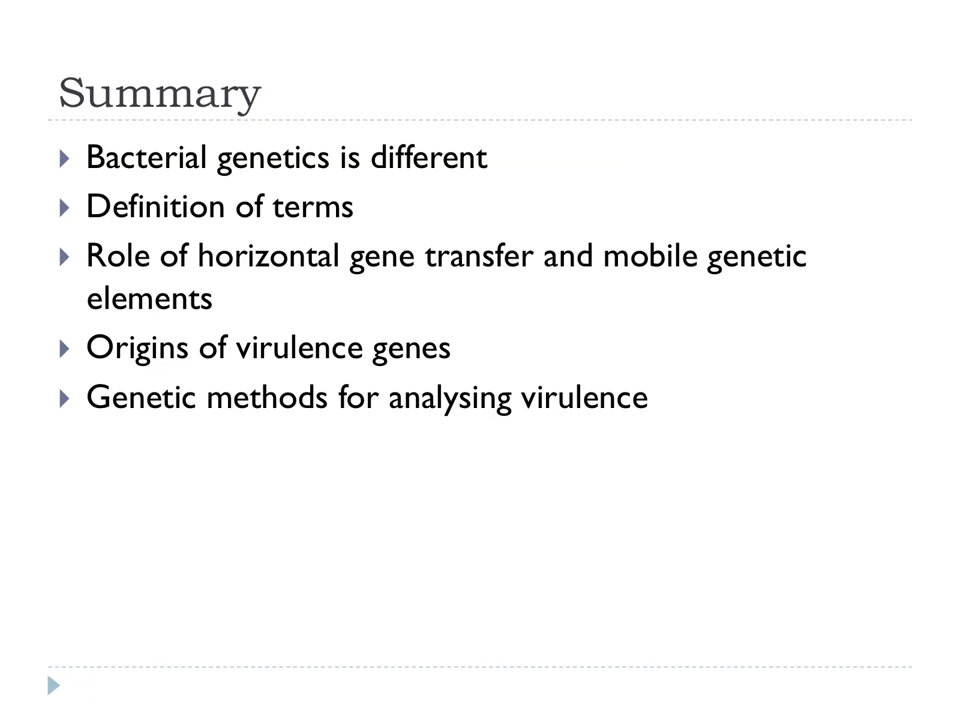 Summary
Bacterial genetics is different
Definition of terms
Role of horizontal gene transfer and mobile genetic
elements
Origins of virulence genes
Genetic methods for analysing virulence